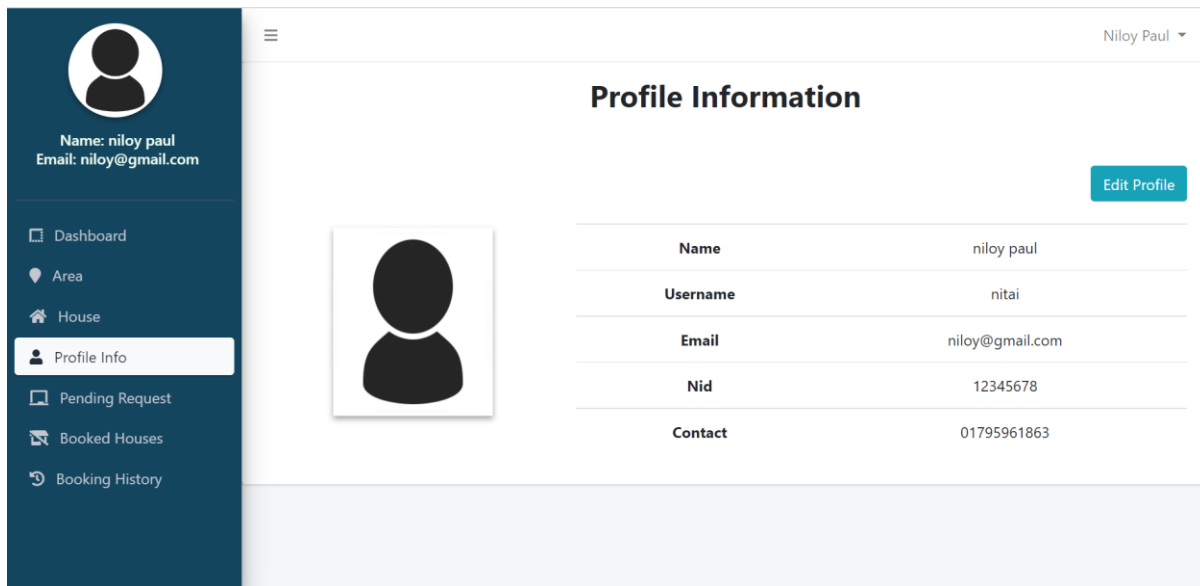 Name: niloy paul
Email: niloy@gmail.com
Dashboard
Area
House
Profile Info
Pending Request
Booked Houses
Booking History
Niloy Paul
Profile Information
Edit Profile
Name niloy paul
Username nitai
Email niloy@gmail.com
Nid 12345678
Contact 01795961863